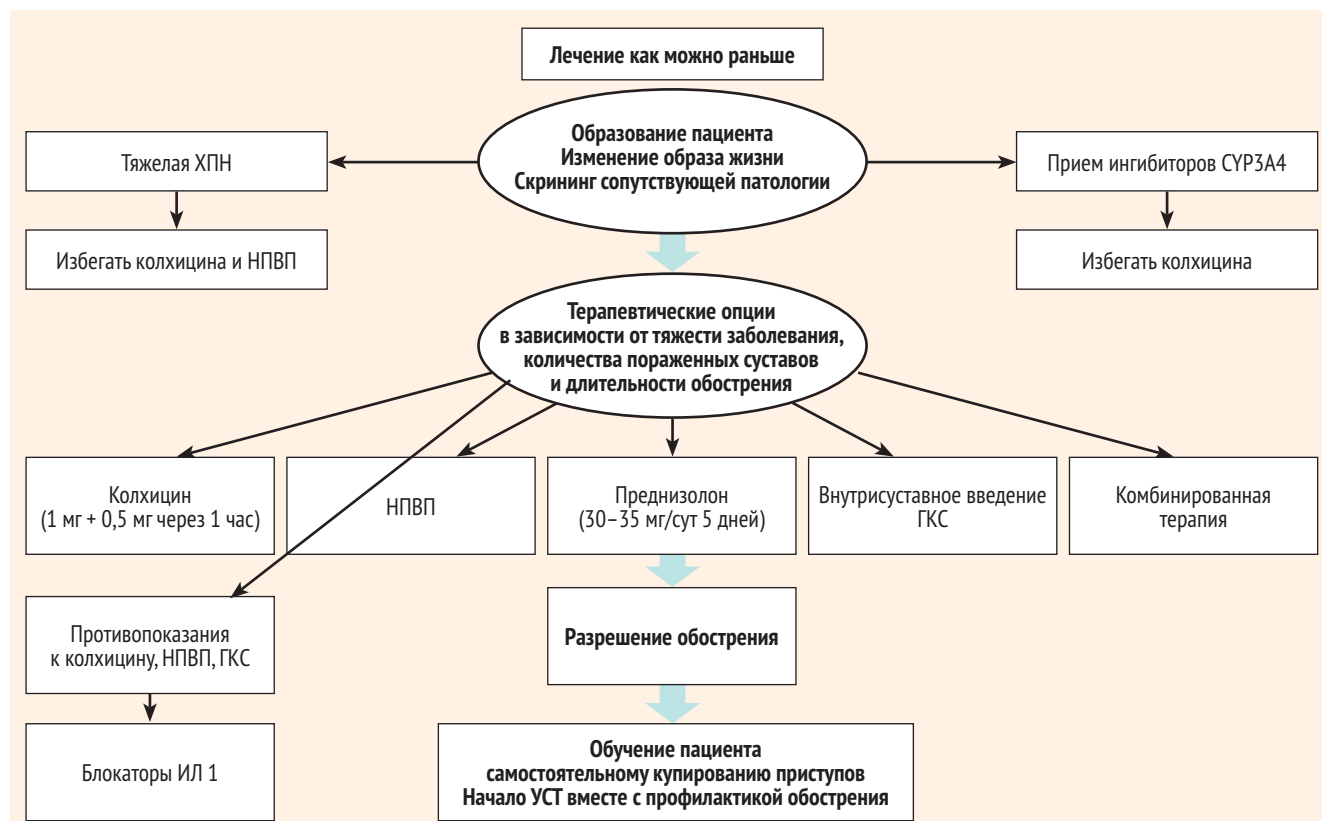 Лечение как можно раньше
Образование пациента
Изменение образа жизни
Скрининг сопутствующей патологии
Тяжелая ХПН
Прием ингибиторов CYP3A4
Избегать колхицина и НПВП
Избегать колхицина
Терапевтические опции
в зависимости от тяжести заболевания,
количества пораженных суставов
и длительности обострения
Колхицин
(1 мг + 0,5 мг через 1 час)
НПВП
Преднизолон
(30–35 мг/сут 5 дней)
Внутрисуставное введение
ГКС
Комбинированная
терапия
Противопоказания
к колхицину, НПВП, ГКС
Разрешение обострения
Блокаторы ИЛ 1
Обучение пациента
самостоятельному купированию приступов
Начало УСТ вместе с профилактикой обострения